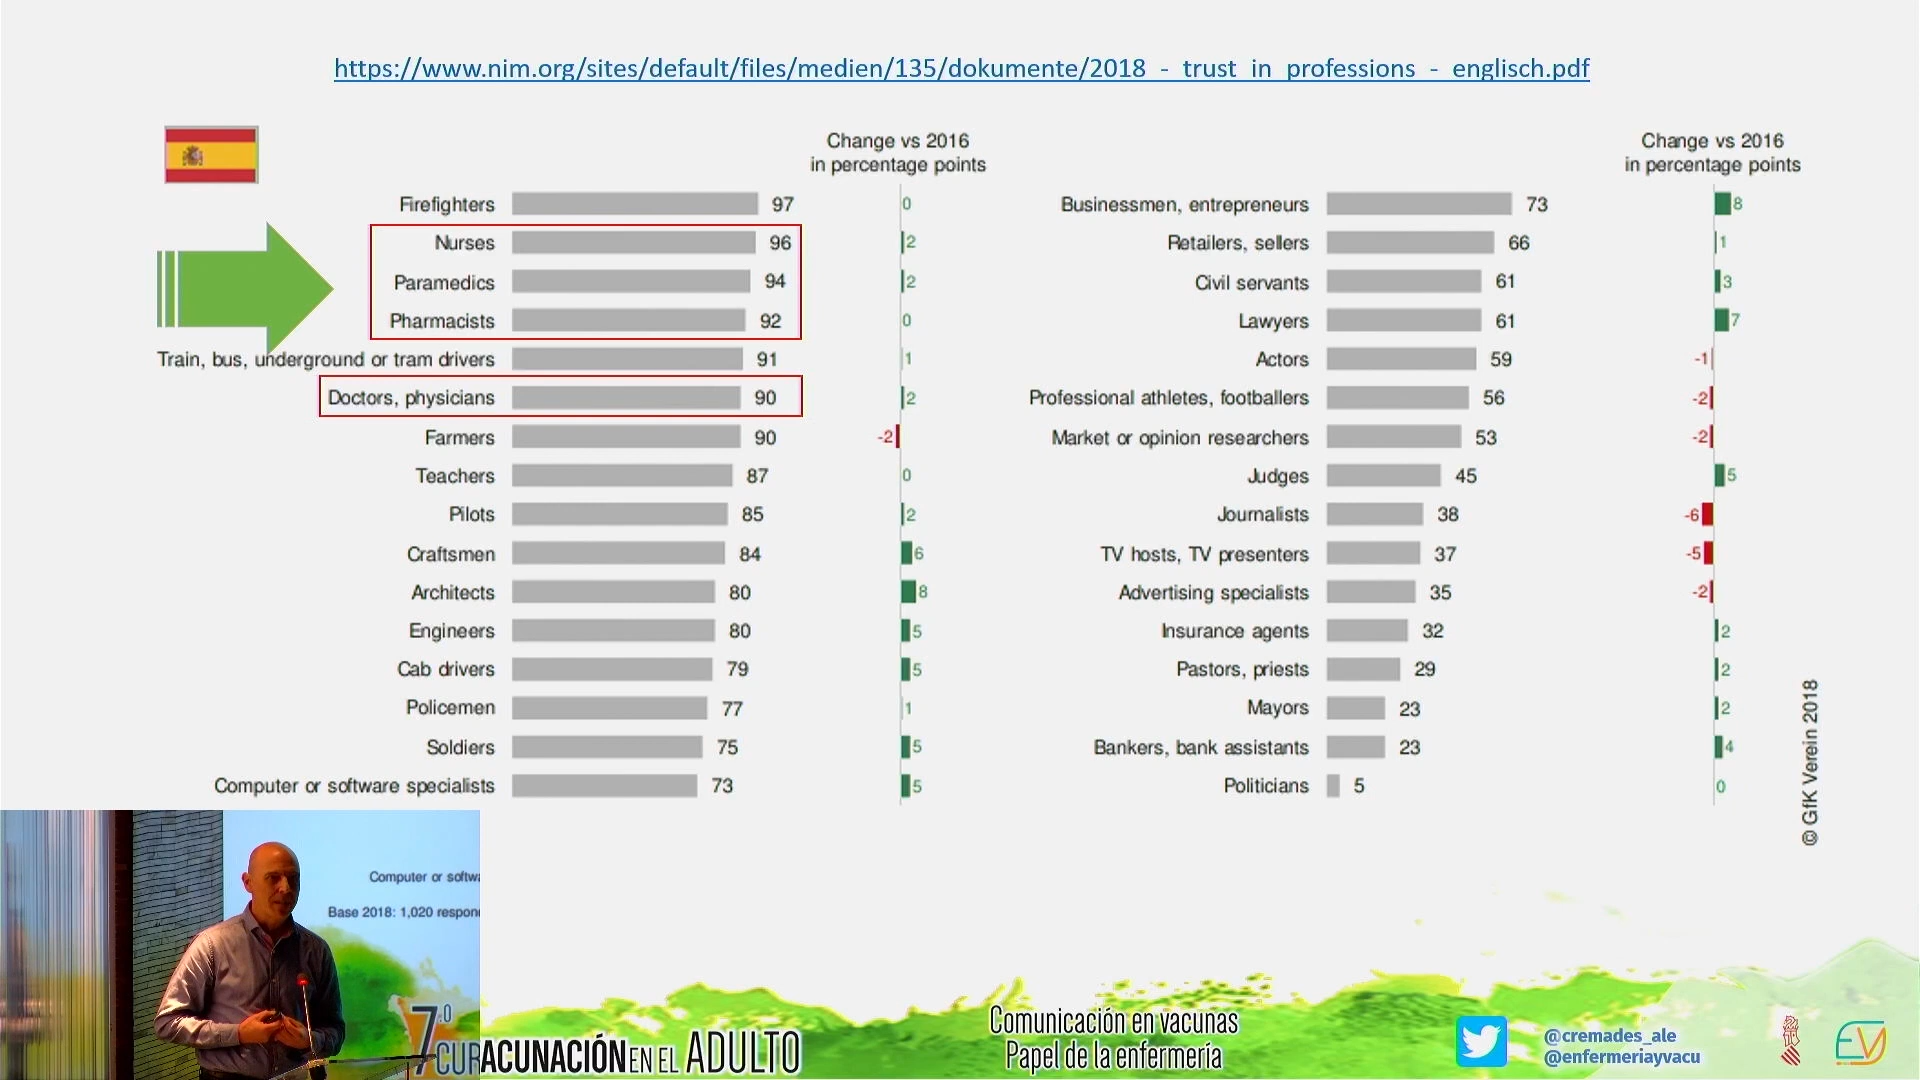 https://www.nim.org/sites/default/files/medien/135/dokumente/2018_-_trust_in_professions_-_englisch.pdf
Change vs 2016
in percentage points
Firefighters 97 0
Nurses 96 2
Paramedics 94 2
Pharmacists 92 0
Train, bus, underground or tram drivers 91 1
Doctors, physicians 90 2
Farmers 90 -2
Teachers 87 0
Pilots 85 2
Craftsmen 84 6
Architects 80 8
Engineers 80 5
Cab drivers 79 5
Policemen 77 1
Soldiers 75 5
Computer or software specialists 73 5
Change vs 2016
in percentage points
Businessmen, entrepreneurs 73 8
Retailers, sellers 66 1
Civil servants 61 3
Lawyers 61 7
Actors 59 -1
Professional athletes, footballers 56 -2
Market or opinion researchers 53 -2
Judges 45 5
Journalists 38 -6
TV hosts, TV presenters 37 -5
Advertising specialists 35 -2
Insurance agents 32 2
Pastors, priests 29 2
Mayors 23 2
Bankers, bank assistants 23 4
Politicians 5 0
© GfK Verein 2018
Computer or softwa
Base 2018: 1,020 respon
7.0
CURACUNACIÓN EN EL ADULTO
Comunicación en vacunas
Papel de la enfermería
@cremades_ale
@enfermeriayvacu
EV